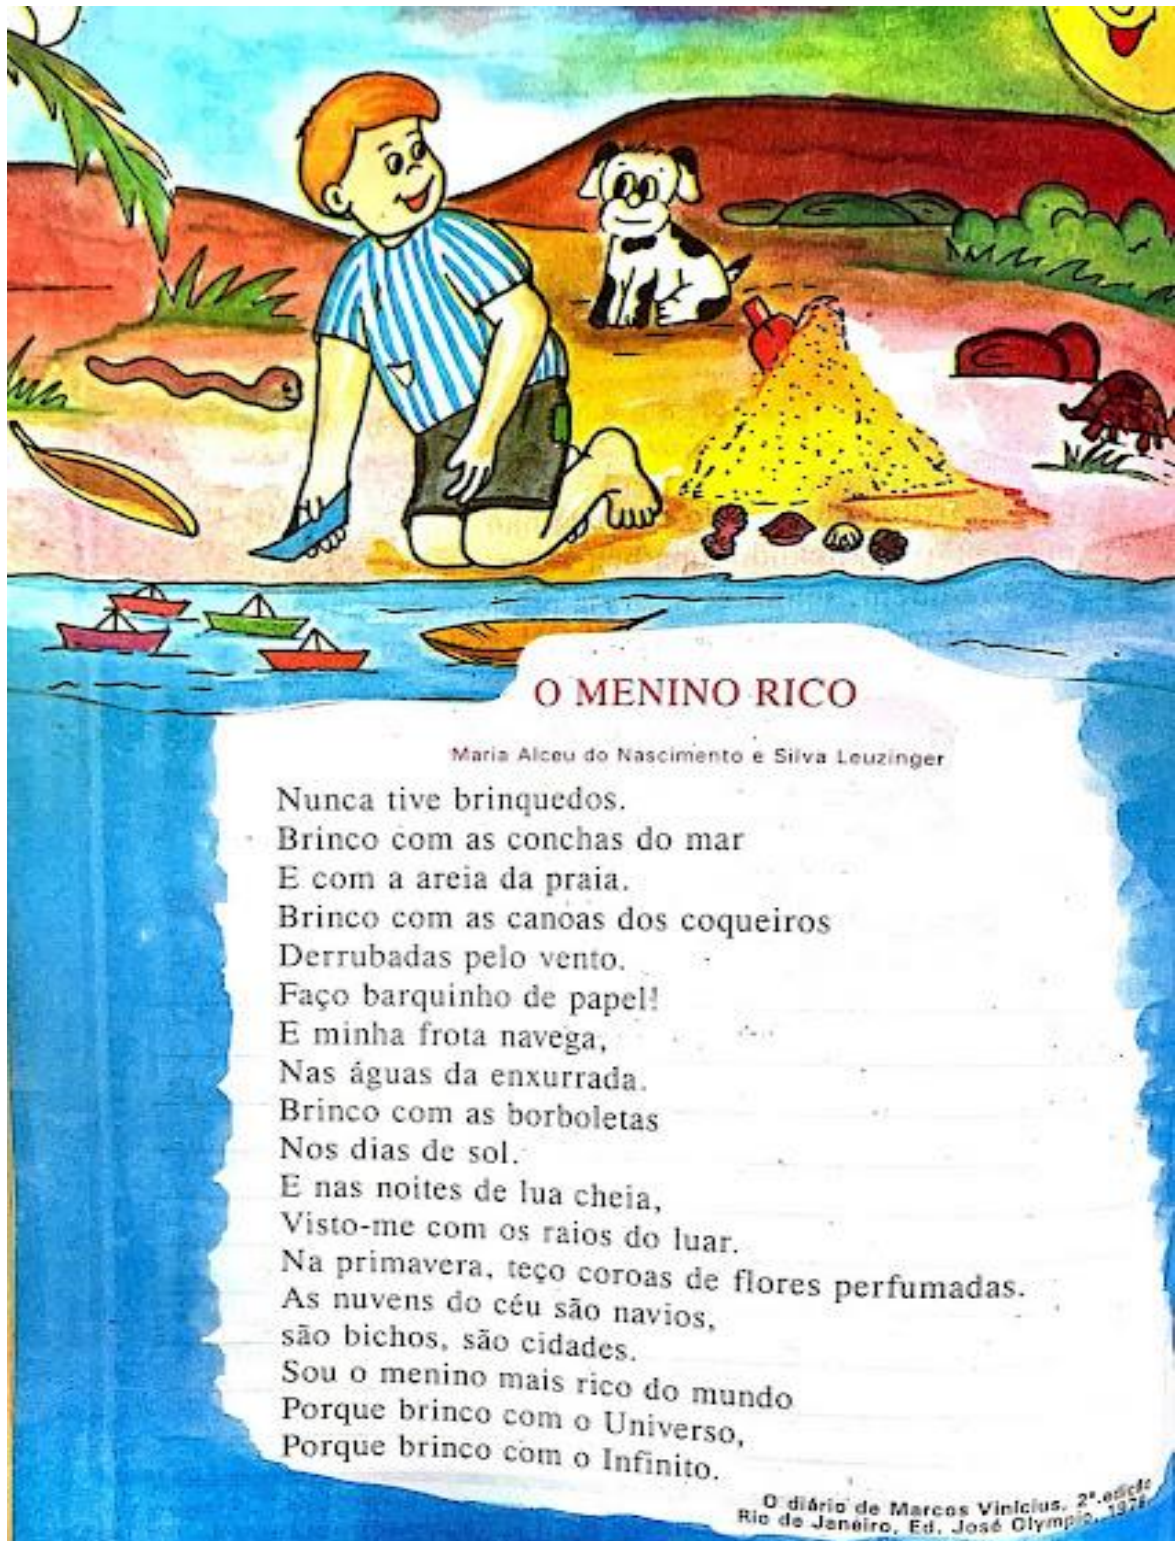 O MENINO RICO
Maria Alceu do Nascimento e Silva Leuzinger
Nunca tive brinquedos.
Brinco com as conchas do mar
E com a areia da praia.
Brinco com as canoas dos coqueiros
Derrubadas pelo vento.
Faço barquinho de papel!
E minha frota navega,
Nas águas da enxurrada.
Brinco com as borboletas
Nos dias de sol.
E nas noites de lua cheia,
Visto-me com os raios do luar.
Na primavera, teço coroas de flores perfumadas.
As nuvens do céu são navios,
são bichos, são cidades.
Sou o menino mais rico do mundo
Porque brinco com o Universo,
Porque brinco com o Infinito.
O diário de Marcos Vinícius, 2ª. edição
Rio de Janeiro, Ed. José Olympio,